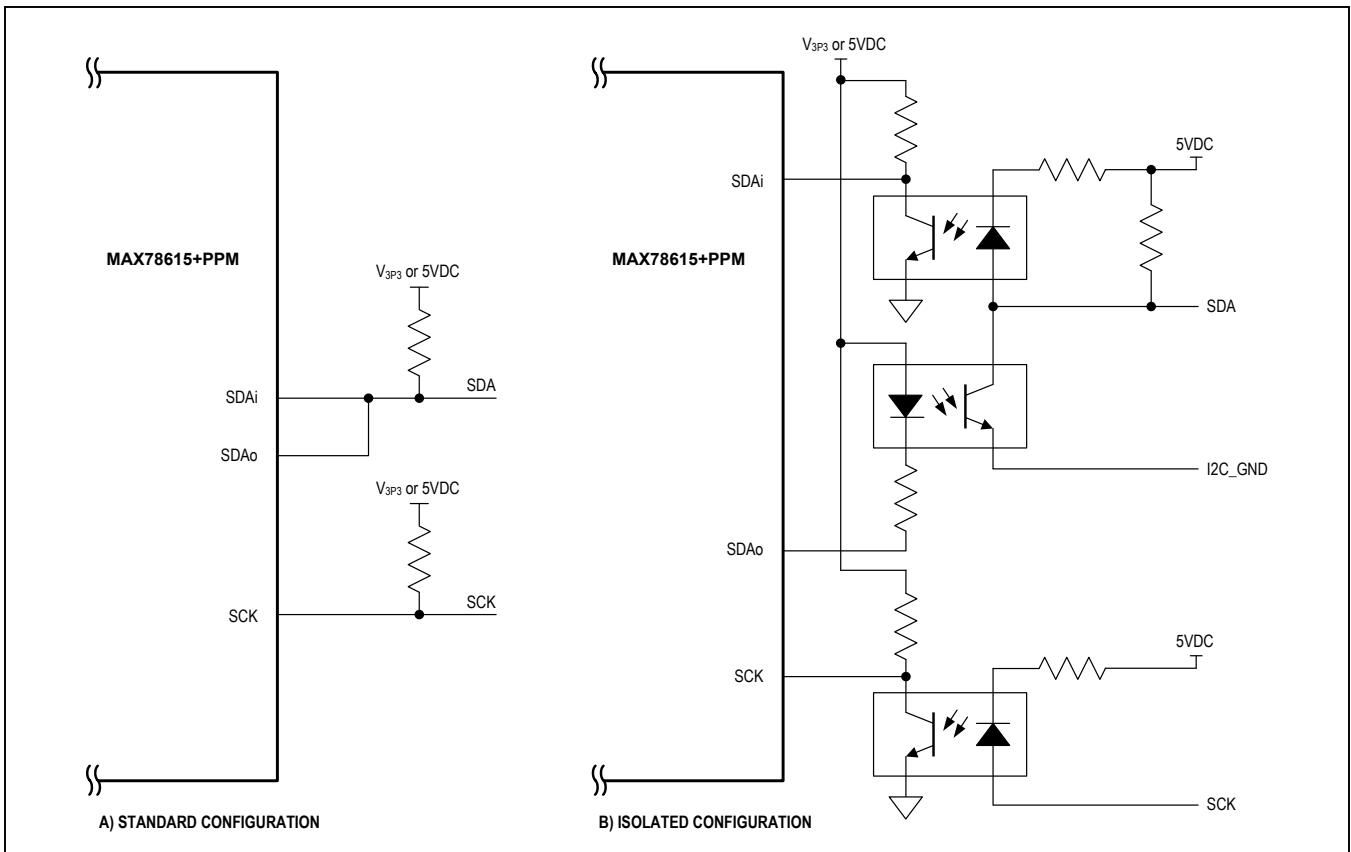 MAX78615+PPM
V3P3 or 5VDC
SDAi
SDA
SDAo
V3P3 or 5VDC
SCK
SCK
A) STANDARD CONFIGURATION
V3P3 or 5VDC
5VDC
SDAi
MAX78615+PPM
SDA
I2C_GND
SDAo
5VDC
SCK
SCK
B) ISOLATED CONFIGURATION